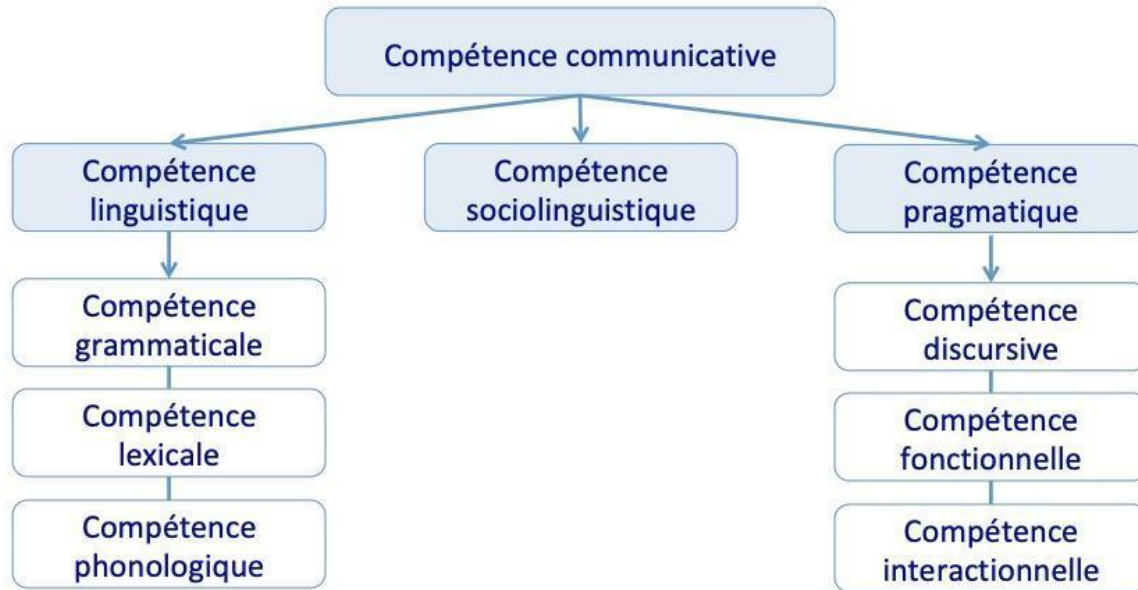 Compétence communicative
Compétence
linguistique
Compétence
sociolinguistique
Compétence
pragmatique
Compétence
grammaticale
Compétence
lexicale
Compétence
phonologique
Compétence
discursive
Compétence
fonctionnelle
Compétence
interactionnelle